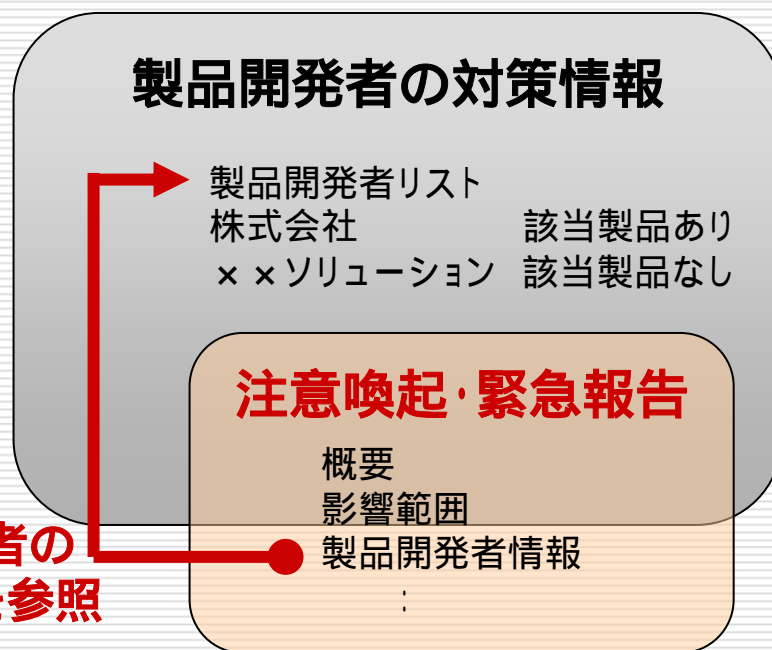 製品開発者の対策情報
製品開発者リスト
株式会社 該当製品あり
××ソリューション 該当製品なし
注意喚起・緊急報告
概要
影響範囲
製品開発者情報
:
者の
を参照